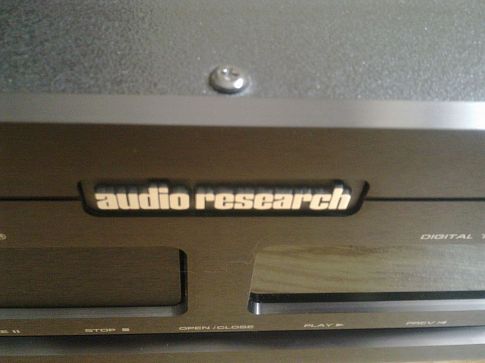 audio research
®
DIGITAL
STOP ■
OPEN/CLOSE
PLAY ▶
PREV/◀